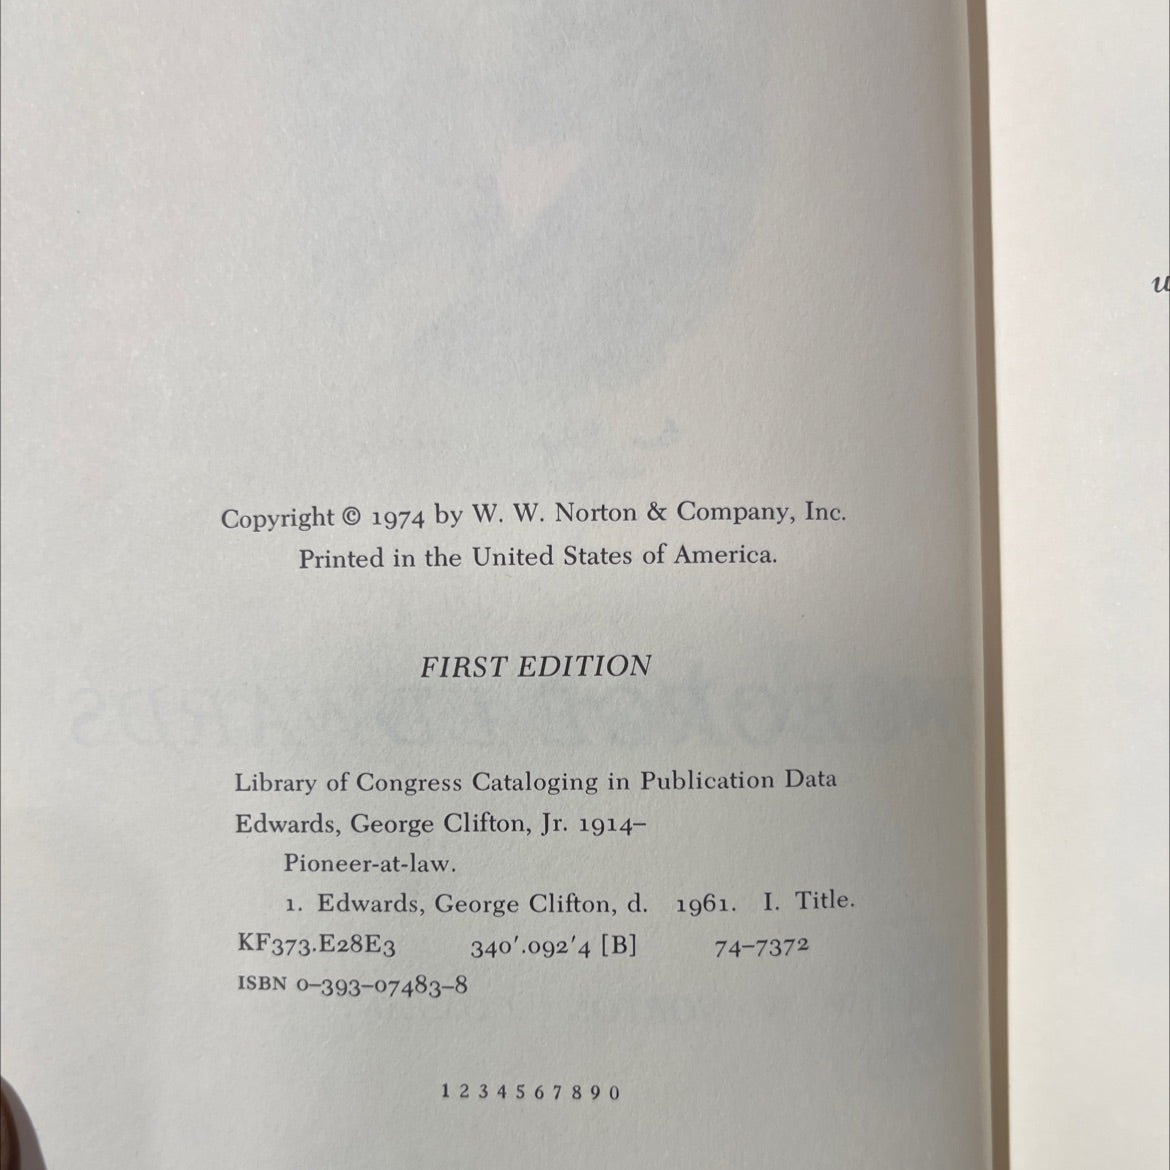 Copyright © 1974 by W. W. Norton & Company, Inc.
Printed in the United States of America.
FIRST EDITION
Library of Congress Cataloging in Publication Data
Edwards, George Clifton, Jr. 1914–
Pioneer-at-law.
1. Edwards, George Clifton, d. 1961. I. Title.
KF373.E28E3 340'.092'4 [B] 74–7372
ISBN 0–393–07483–8
1 2 3 4 5 6 7 8 9 0